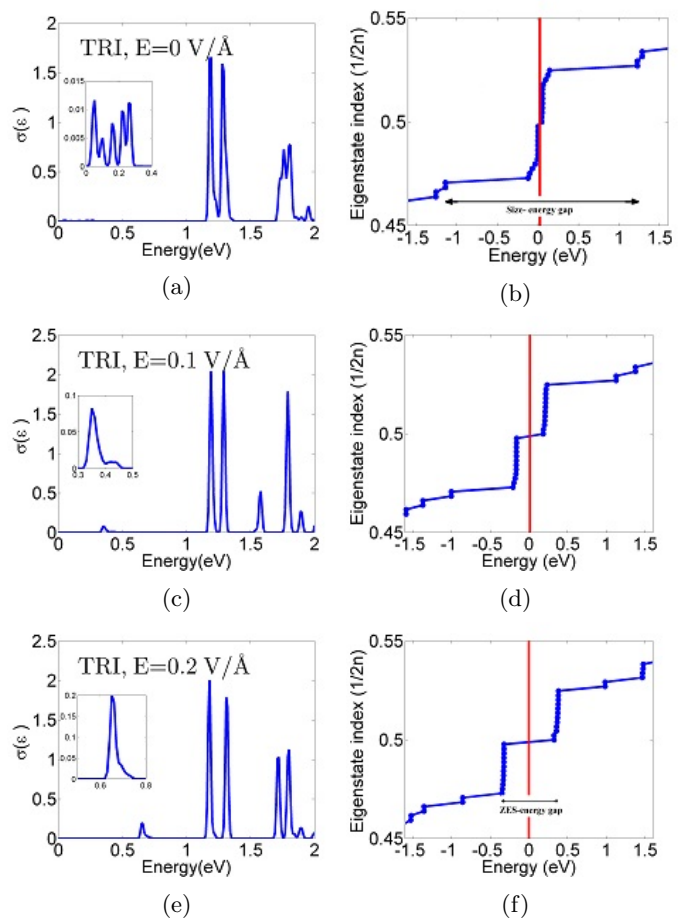 TRI, E=0 V/Å
σ(ε)
2
1.5
1
0.5
0
0 0.5 1 1.5 2
Energy(eV)
0.015
0.01
0.005
0
0 0.2 0.4
(a)
Eigenstate index (1/2n)
0.55
0.5
0.45
-1.5 -1 -0.5 0 0.5 1 1.5
Energy (eV)
Size- energy gap
(b)
TRI, E=0.1 V/Å
σ(ε)
2.5
2
1.5
1
0.5
0
0 0.5 1 1.5 2
Energy(eV)
0.1
0.05
0
0.3 0.4 0.5
(c)
Eigenstate index (1/2n)
0.55
0.5
0.45
-1.5 -1 -0.5 0 0.5 1 1.5
Energy (eV)
(d)
TRI, E=0.2 V/Å
σ(ε)
2.5
2
1.5
1
0.5
0
0 0.5 1 1.5 2
Energy(eV)
0.2
0.15
0.1
0.05
0
0.6 0.8
(e)
Eigenstate index (1/2n)
0.55
0.5
0.45
-1.5 -1 -0.5 0 0.5 1 1.5
Energy (eV)
ZES-energy gap
(f)